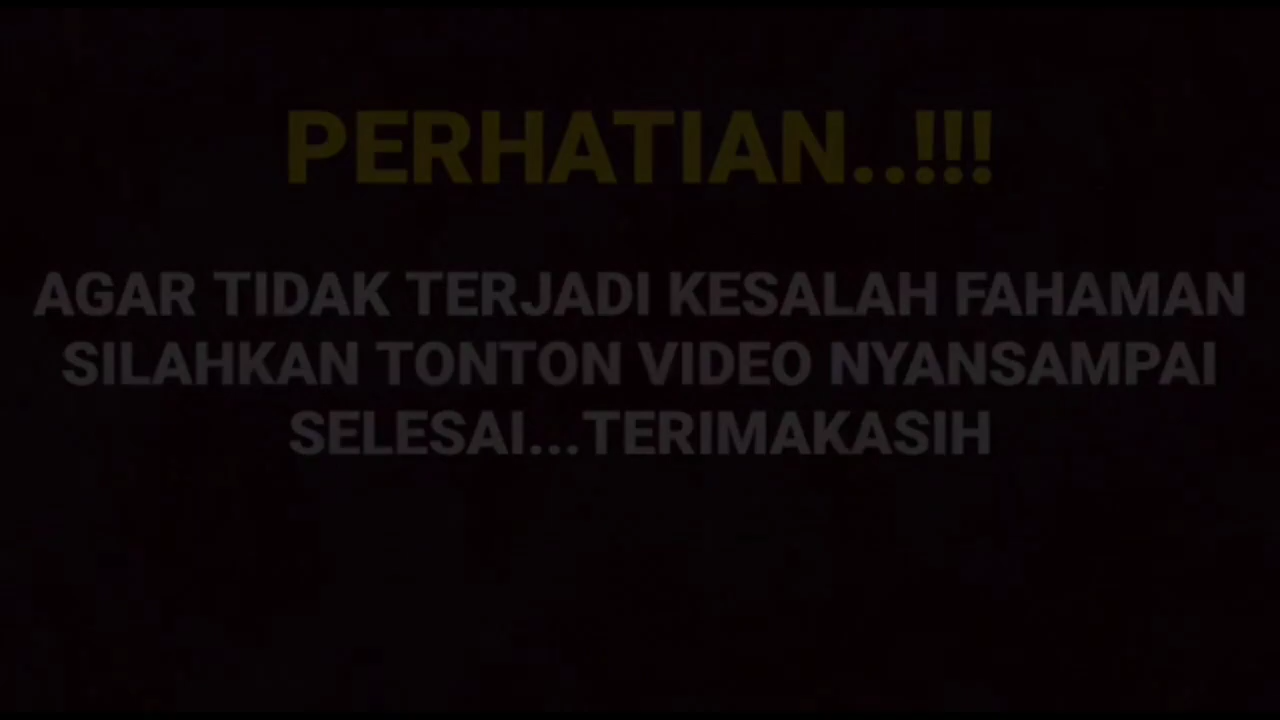 PERHATIAN..!!!
AGAR TIDAK TERJADI KESALAH FAHAMAN
SILAHKAN TONTON VIDEO NYANSAMPAI
SELESAI...TERIMAKASIH